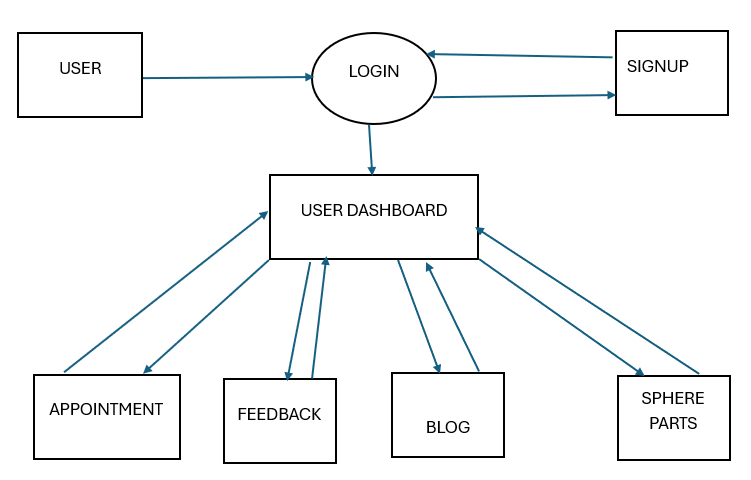 USER
LOGIN
SIGNUP
USER DASHBOARD
APPOINTMENT
FEEDBACK
BLOG
SPHERE
PARTS